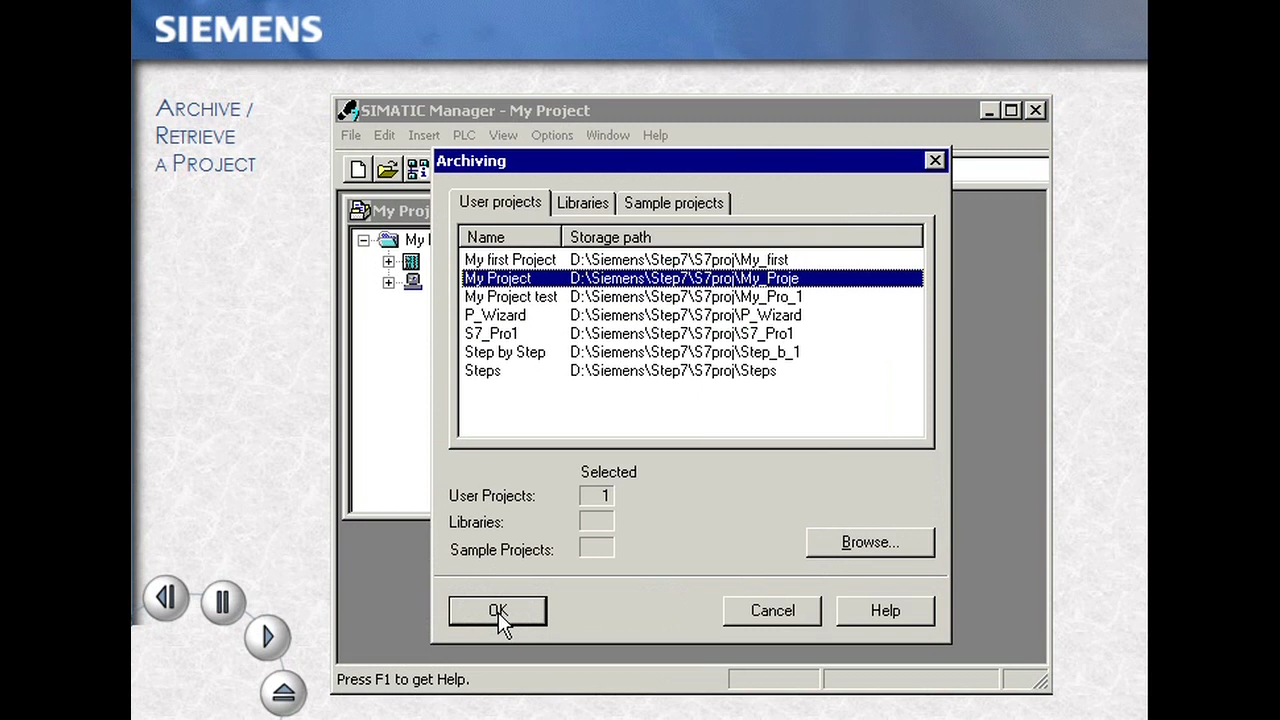 SIEMENS
ARCHIVE /
RETRIEVE
A PROJECT
SIMATIC Manager - My Project
File Edit Insert PLC View Options Window Help
Archiving
User projects Libraries Sample projects
My Proj
My
Name Storage path
My first Project D:\Siemens\Step7\S7proj\My_first
My Project D:\Siemens\Step7\S7proj\My_Proje
My Project test D:\Siemens\Step7\S7proj\My_Pro_1
P_Wizard D:\Siemens\Step7\S7proj\P_Wizard
S7_Pro1 D:\Siemens\Step7\S7proj\S7_Pro1
Step by Step D:\Siemens\Step7\S7proj\Step_b_1
Steps D:\Siemens\Step7\S7proj\Steps
Selected
User Projects: 1
Libraries:
Sample Projects:
Browse...
OK Cancel Help
Press F1 to get Help.